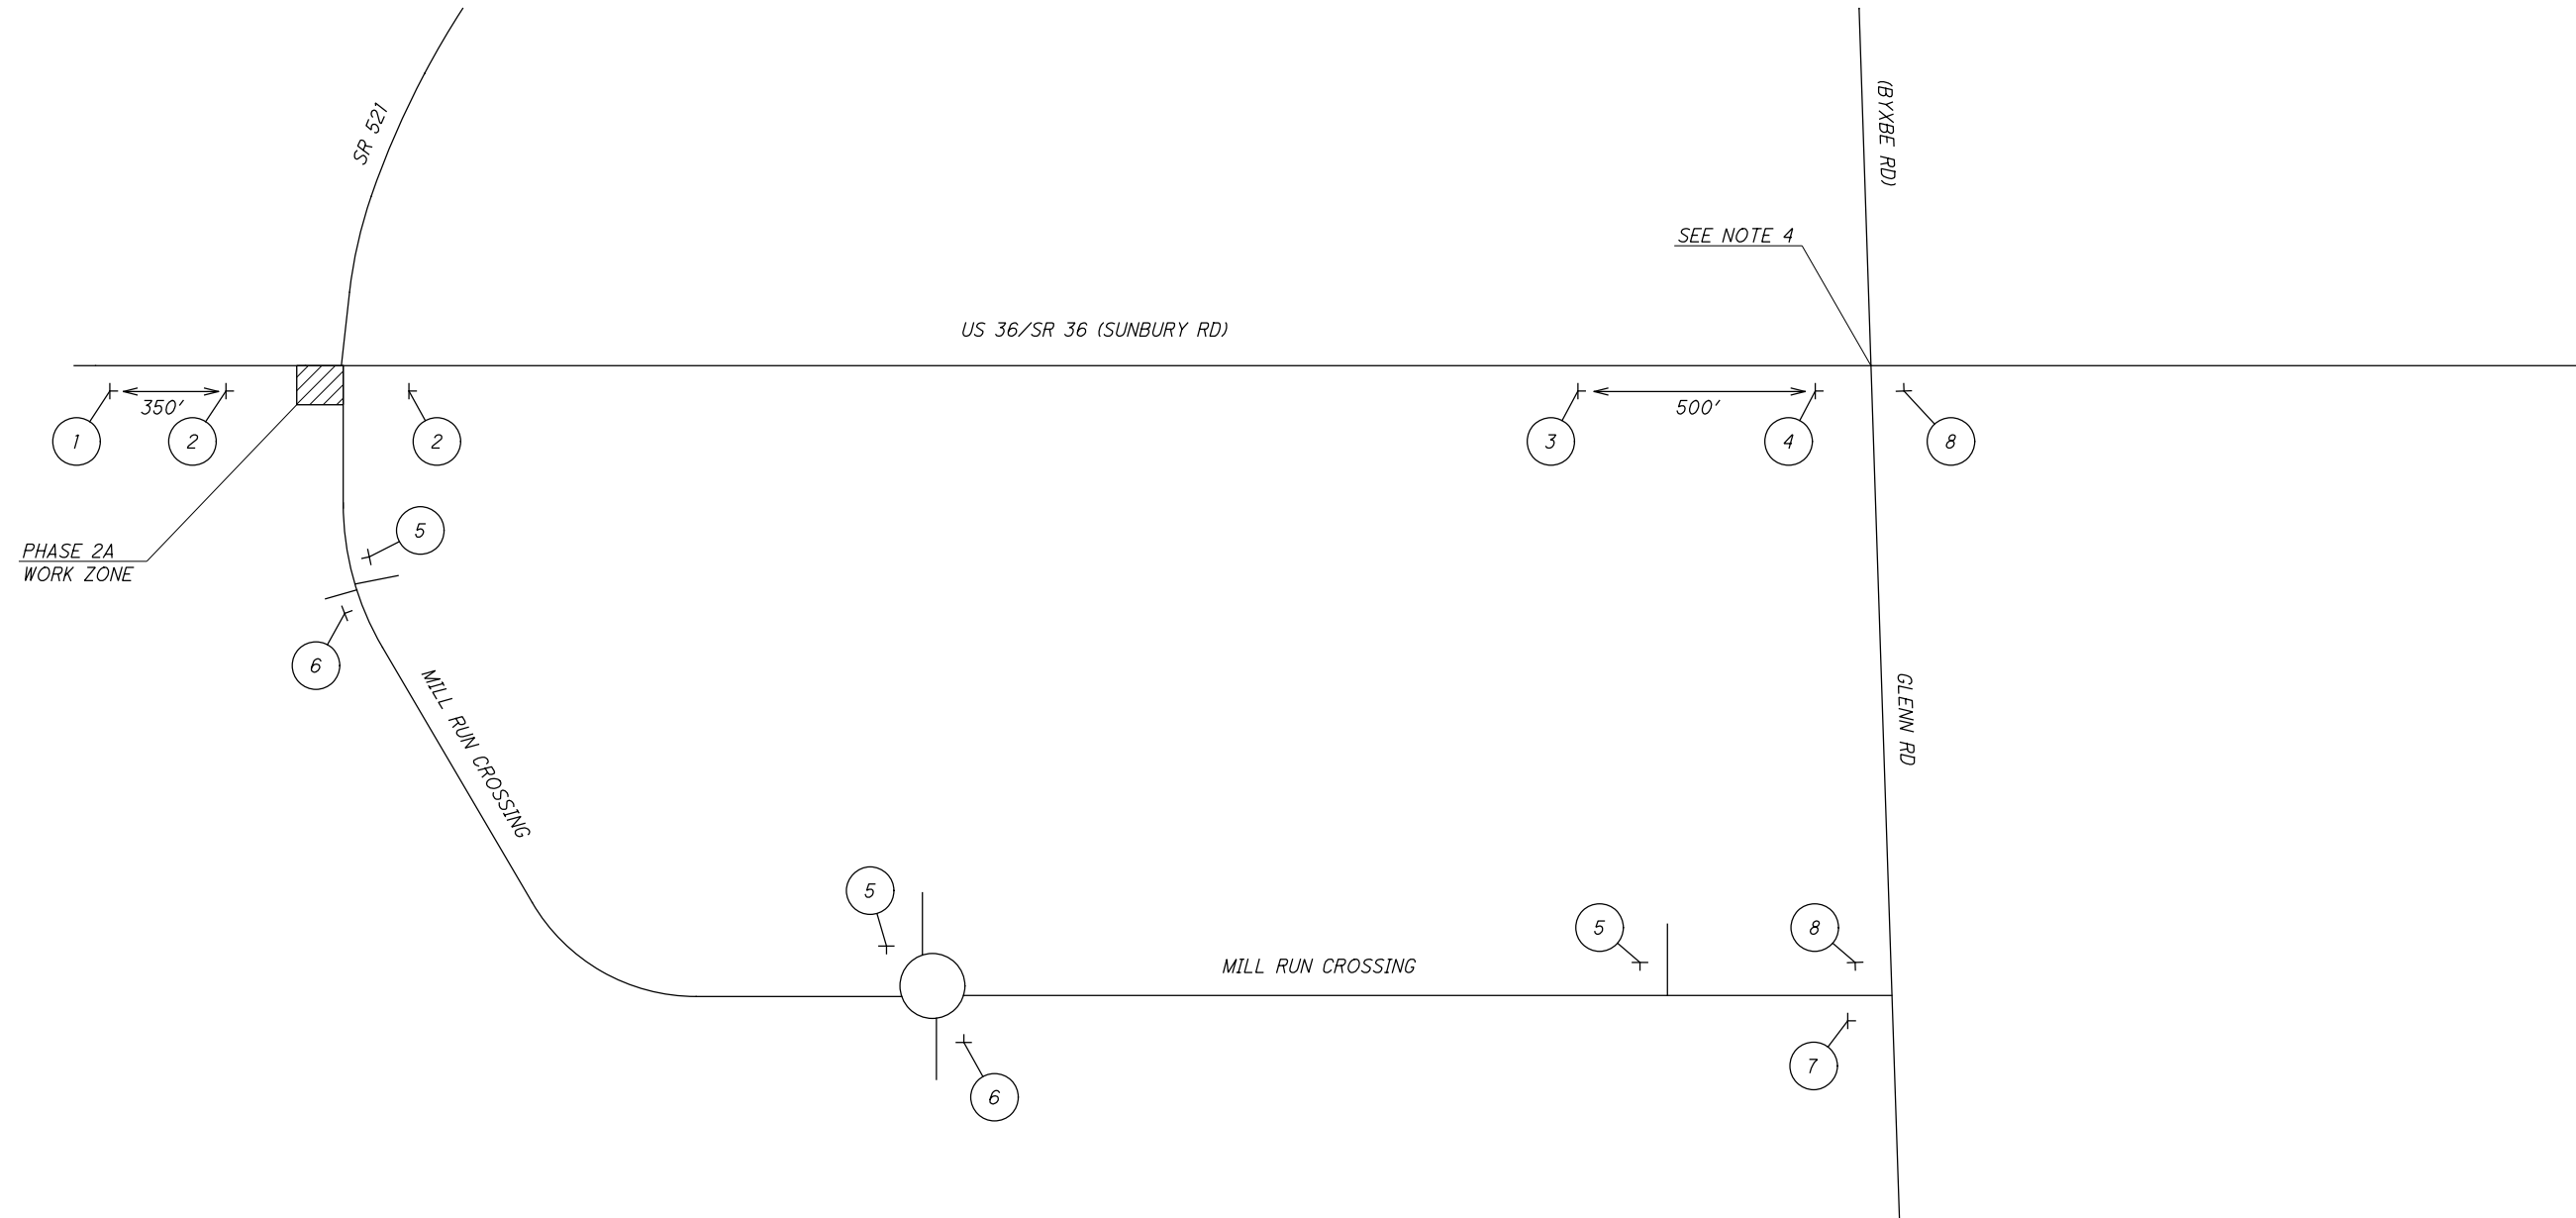 SR 521
(BYXBE RD)
SEE NOTE 4
US 36/SR 36 (SUNBURY RD)
350'
500'
1
2
2
3
4
8
5
PHASE 2A
WORK ZONE
6
MILL RUN CROSSING
GLENN RD
5
5
8
MILL RUN CROSSING
7
6